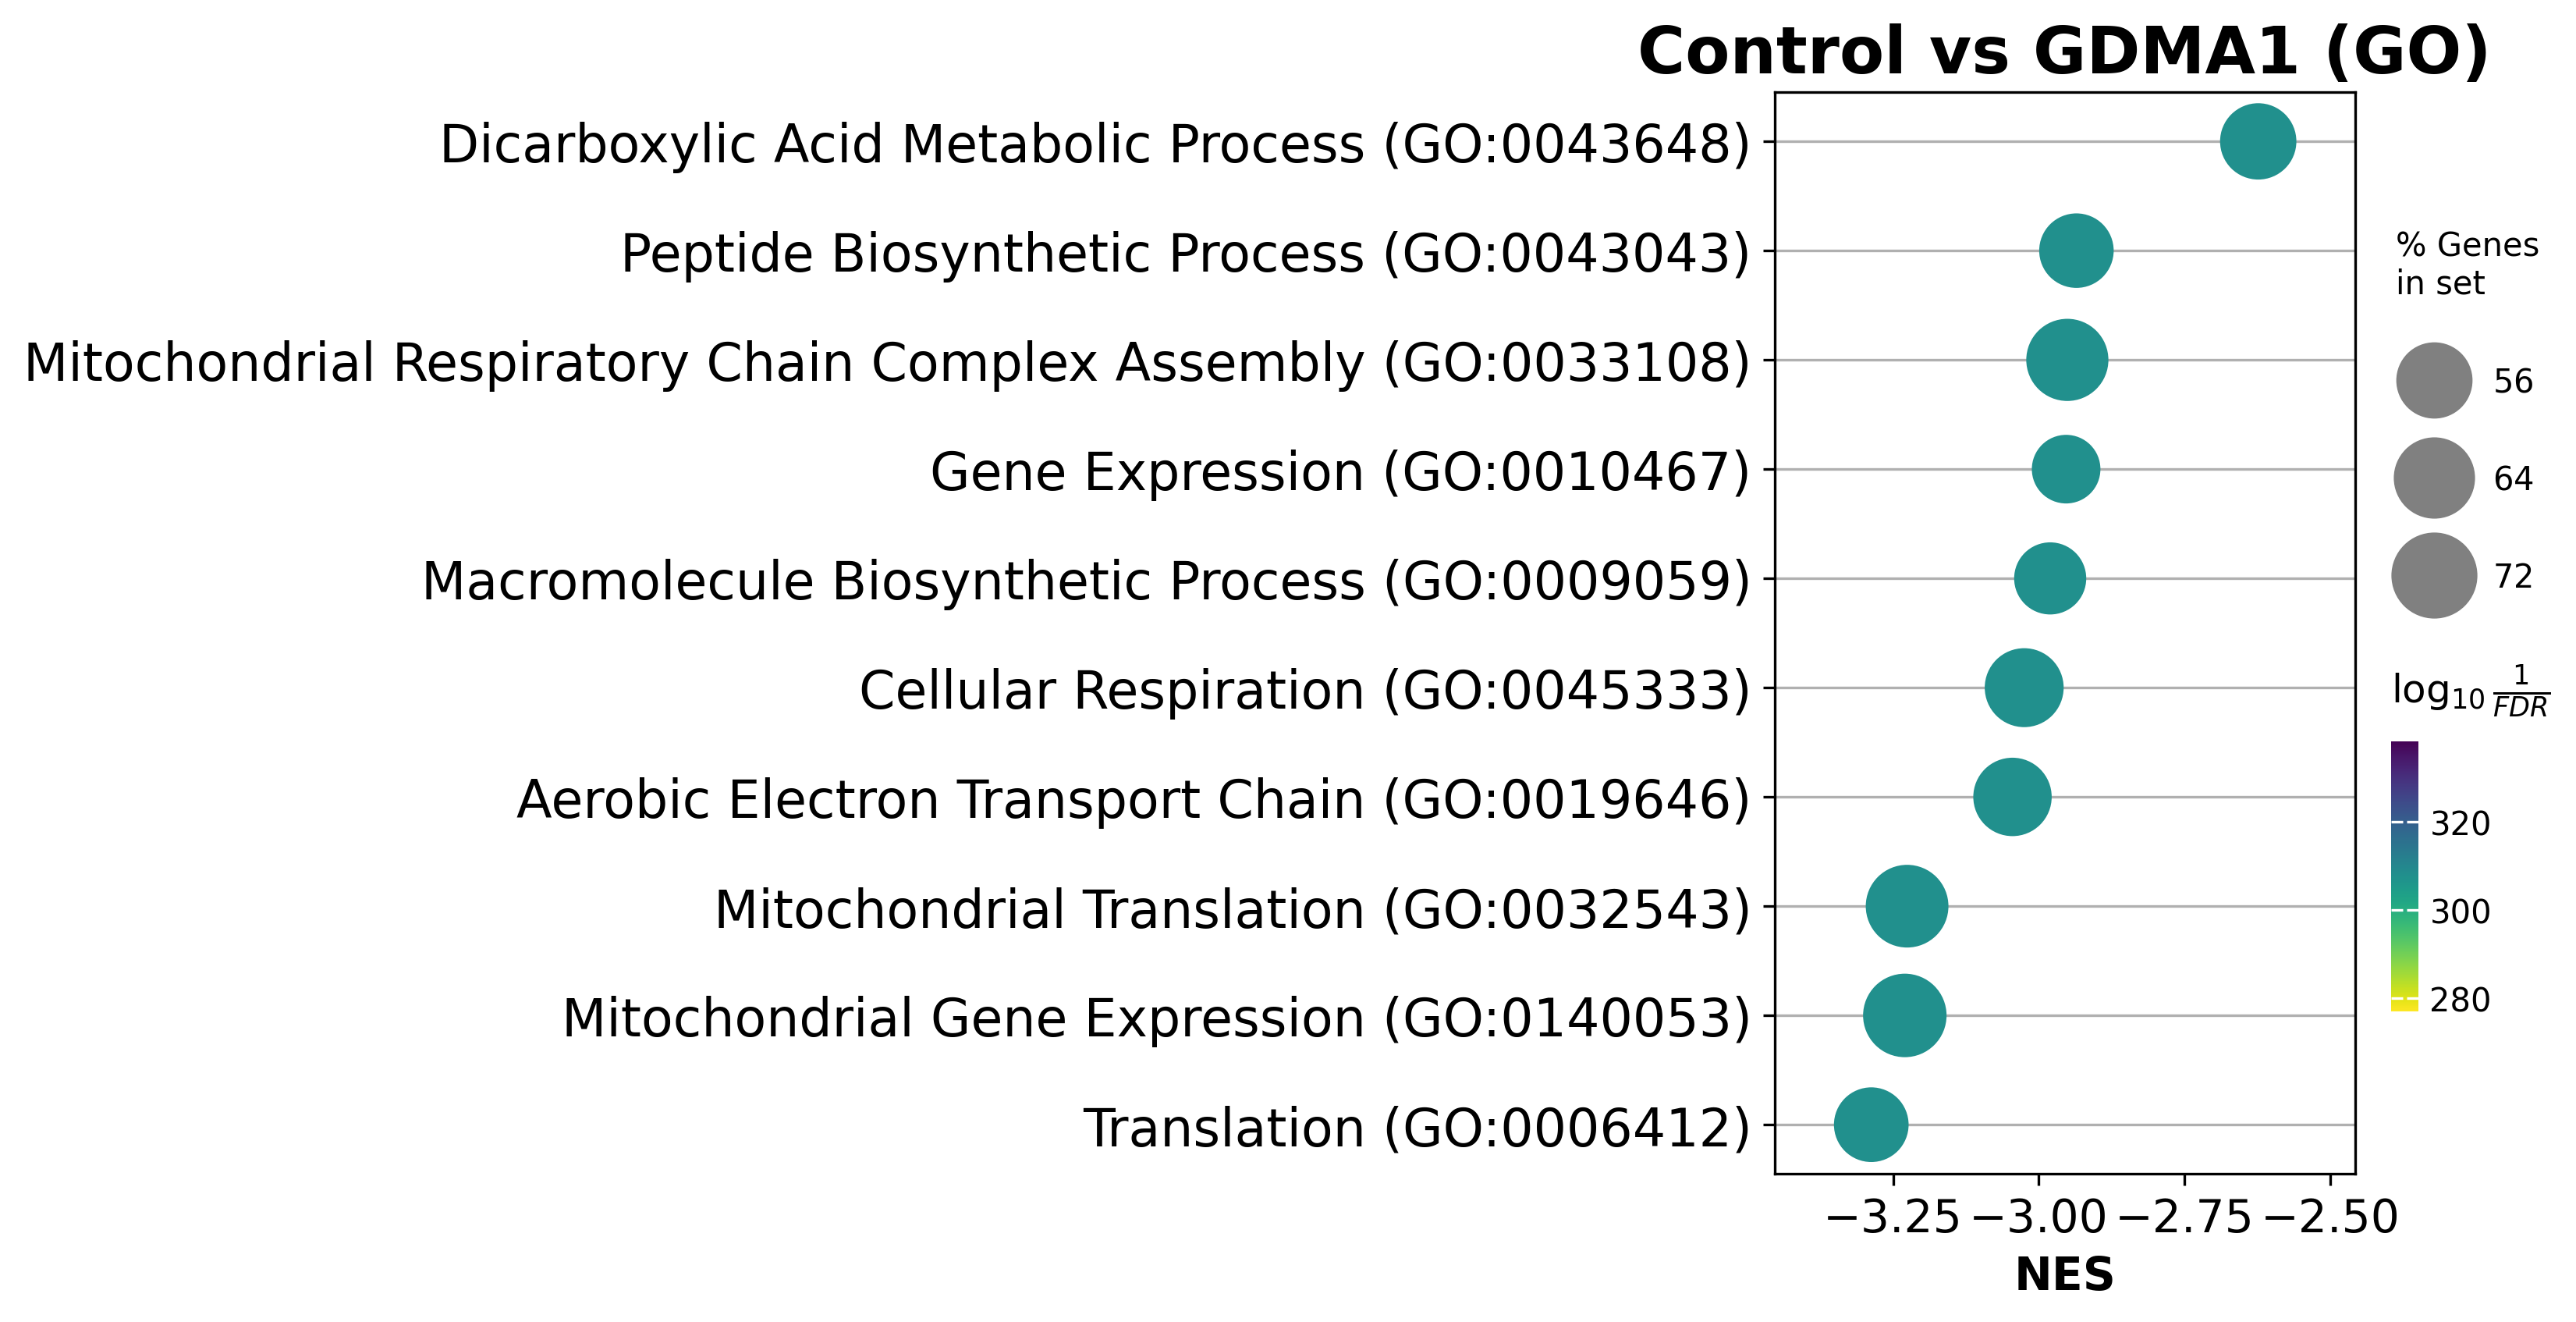 Control vs GDMA1 (GO)
Dicarboxylic Acid Metabolic Process (GO:0043648)
Peptide Biosynthetic Process (GO:0043043)
Mitochondrial Respiratory Chain Complex Assembly (GO:0033108)
Gene Expression (GO:0010467)
Macromolecule Biosynthetic Process (GO:0009059)
Cellular Respiration (GO:0045333)
Aerobic Electron Transport Chain (GO:0019646)
Mitochondrial Translation (GO:0032543)
Mitochondrial Gene Expression (GO:0140053)
Translation (GO:0006412)
−3.25 −3.00 −2.75 −2.50
NES
% Genes
in set
56
64
72
log₁₀ 1/FDR
320
300
280